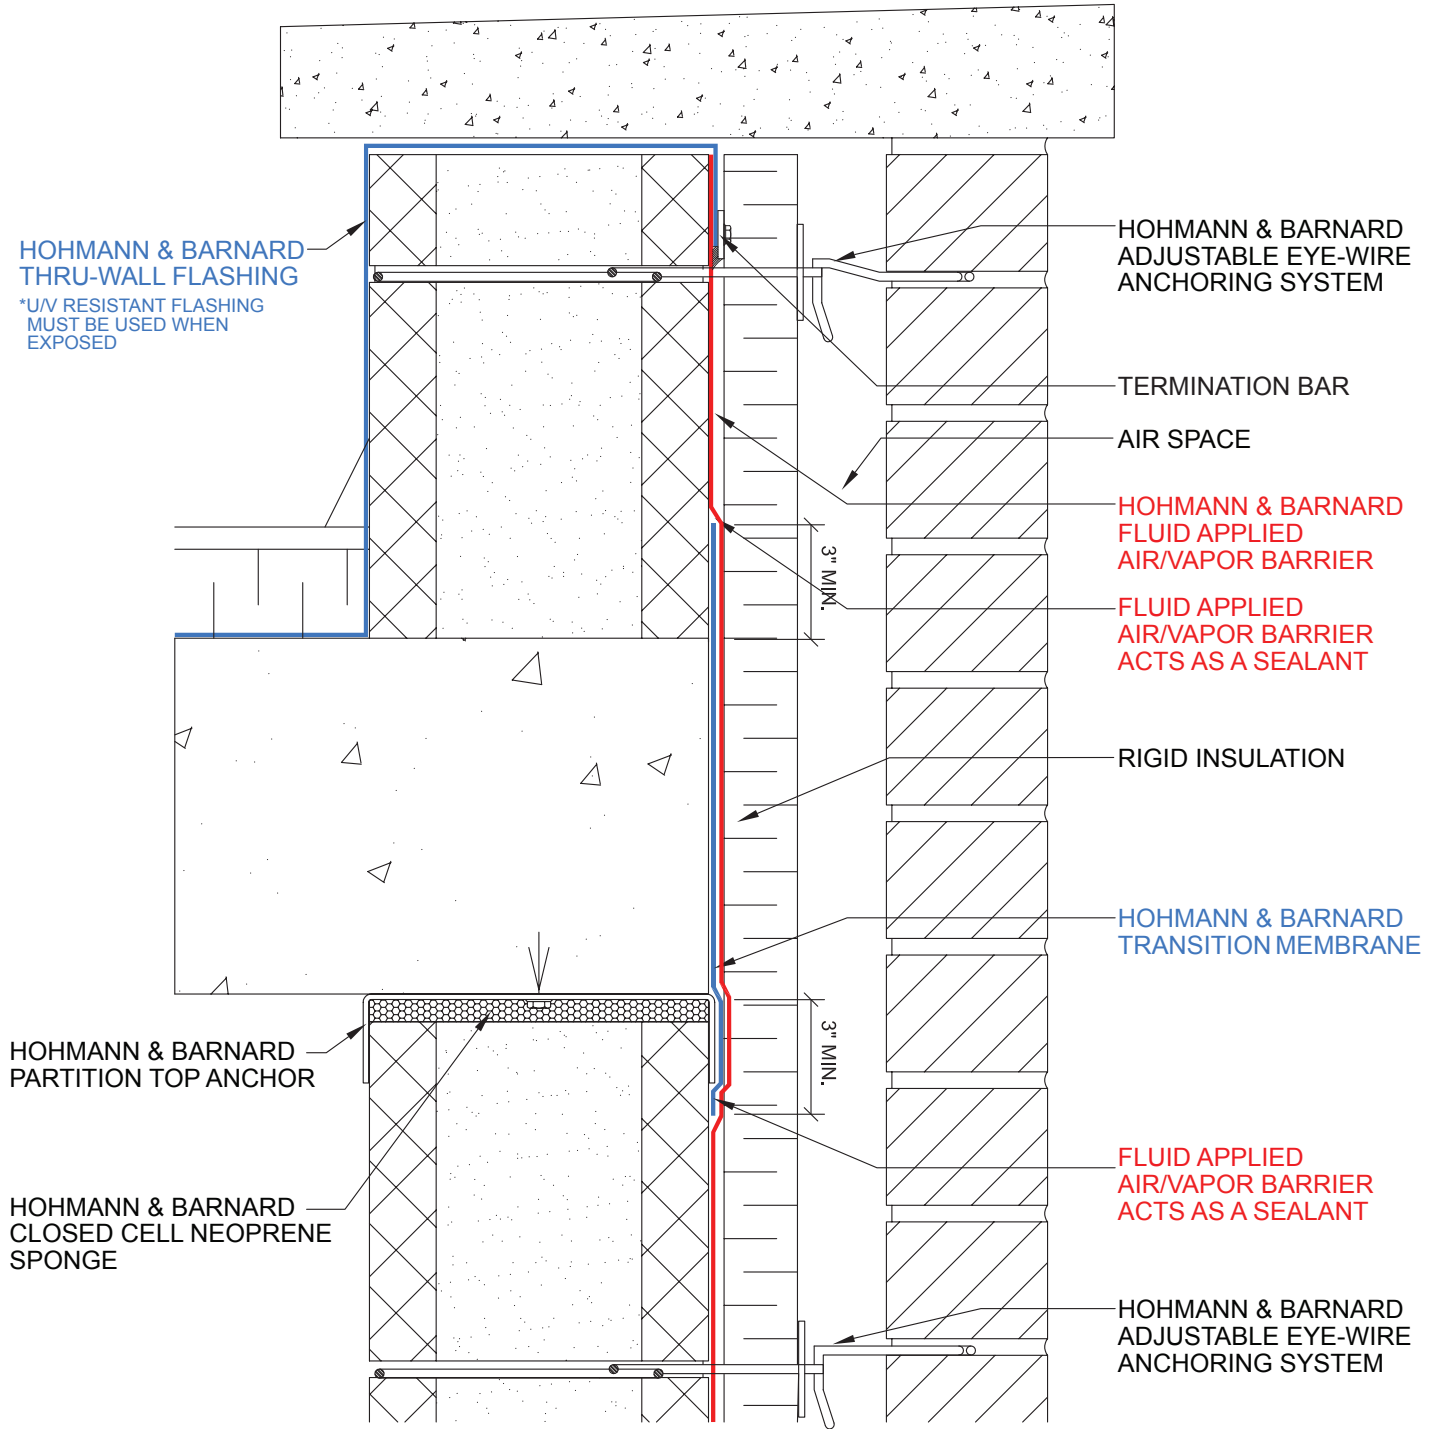 HOHMANN & BARNARD
THRU-WALL FLASHING
*U/V RESISTANT FLASHING
MUST BE USED WHEN
EXPOSED
HOHMANN & BARNARD
PARTITION TOP ANCHOR
HOHMANN & BARNARD
CLOSED CELL NEOPRENE
SPONGE
3" MIN.
3" MIN.
HOHMANN & BARNARD
ADJUSTABLE EYE-WIRE
ANCHORING SYSTEM
TERMINATION BAR
AIR SPACE
HOHMANN & BARNARD
FLUID APPLIED
AIR/VAPOR BARRIER
FLUID APPLIED
AIR/VAPOR BARRIER
ACTS AS A SEALANT
RIGID INSULATION
HOHMANN & BARNARD
TRANSITION MEMBRANE
FLUID APPLIED
AIR/VAPOR BARRIER
ACTS AS A SEALANT
HOHMANN & BARNARD
ADJUSTABLE EYE-WIRE
ANCHORING SYSTEM